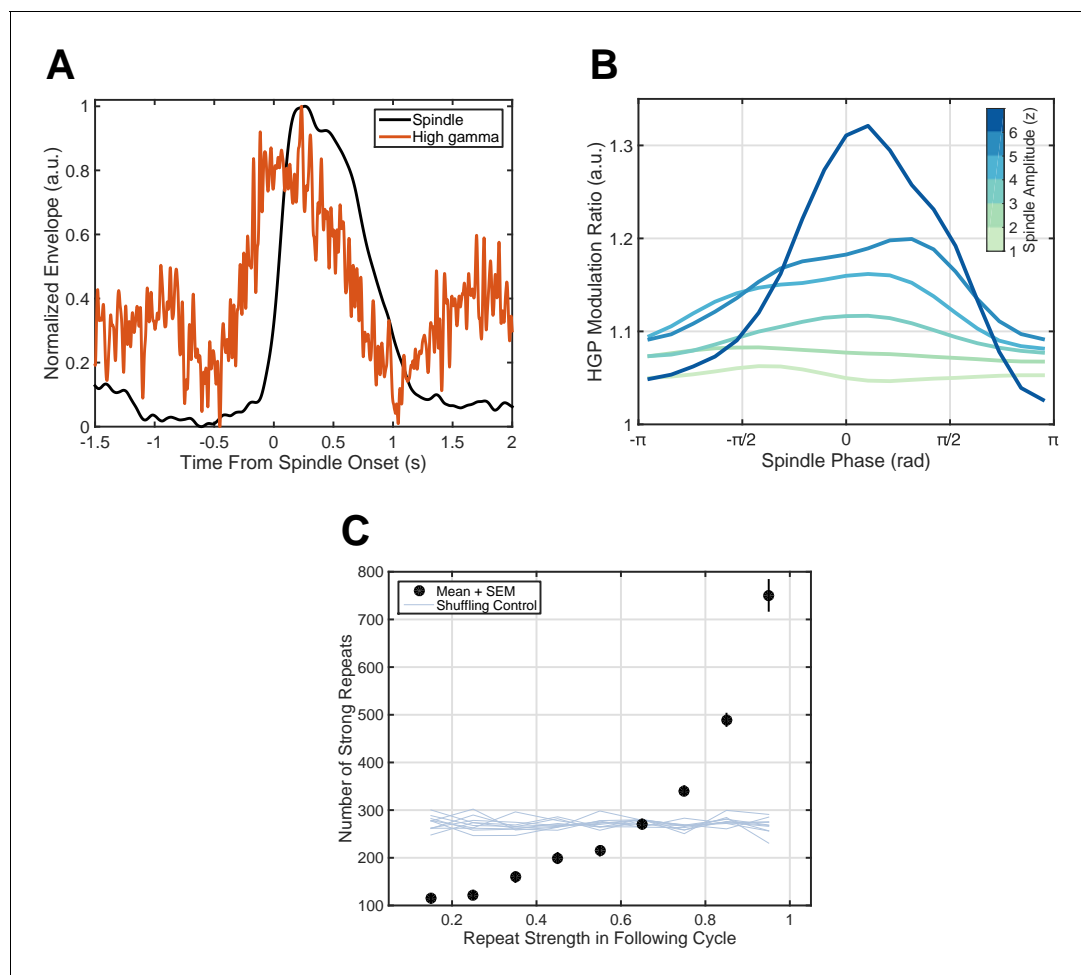 A
Normalized Envelope (a.u.)
1
0.8
0.6
0.4
0.2
0
Spindle
High gamma
-1.5 -1 -0.5 0 0.5 1 1.5 2
Time From Spindle Onset (s)
B
HGP Modulation Ratio (a.u.)
1.3
1.2
1.1
1
6
5
4
3
2
1
Spindle Amplitude (z)
-π -π/2 0 π/2 π
Spindle Phase (rad)
C
Number of Strong Repeats
800
700
600
500
400
300
200
100
Mean + SEM
Shuffling Control
0.2 0.4 0.6 0.8 1
Repeat Strength in Following Cycle